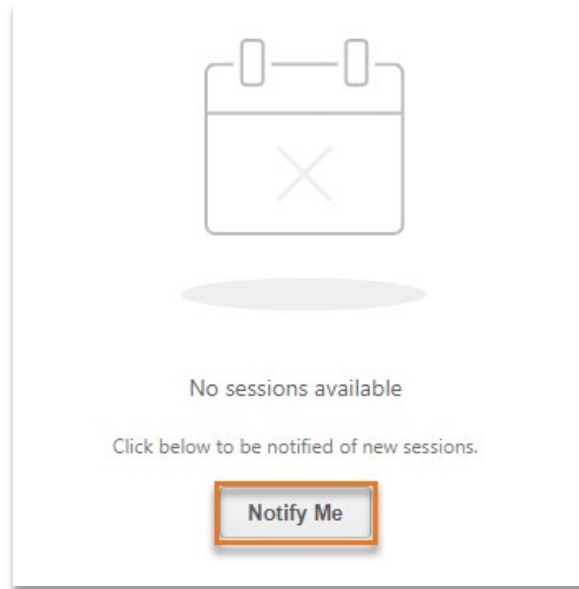 No sessions available
Click below to be notified of new sessions.
Notify Me